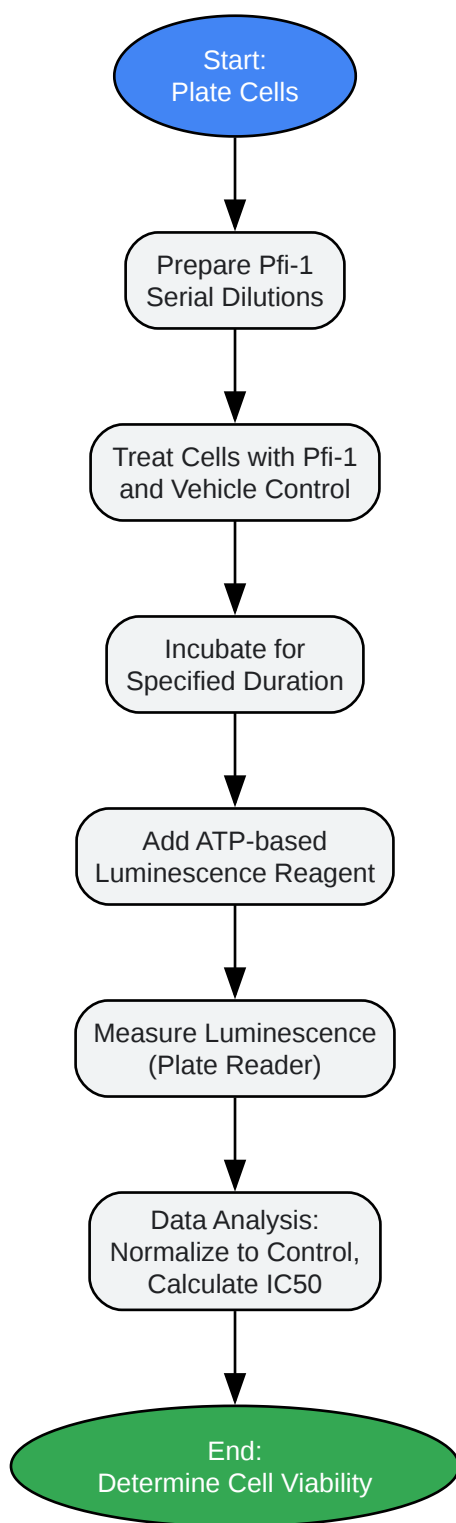 Start:
Plate Cells
Prepare Pfi-1
Serial Dilutions
Treat Cells with Pfi-1
and Vehicle Control
Incubate for
Specified Duration
Add ATP-based
Luminescence Reagent
Measure Luminescence
(Plate Reader)
Data Analysis:
Normalize to Control,
Calculate IC50
End:
Determine Cell Viability